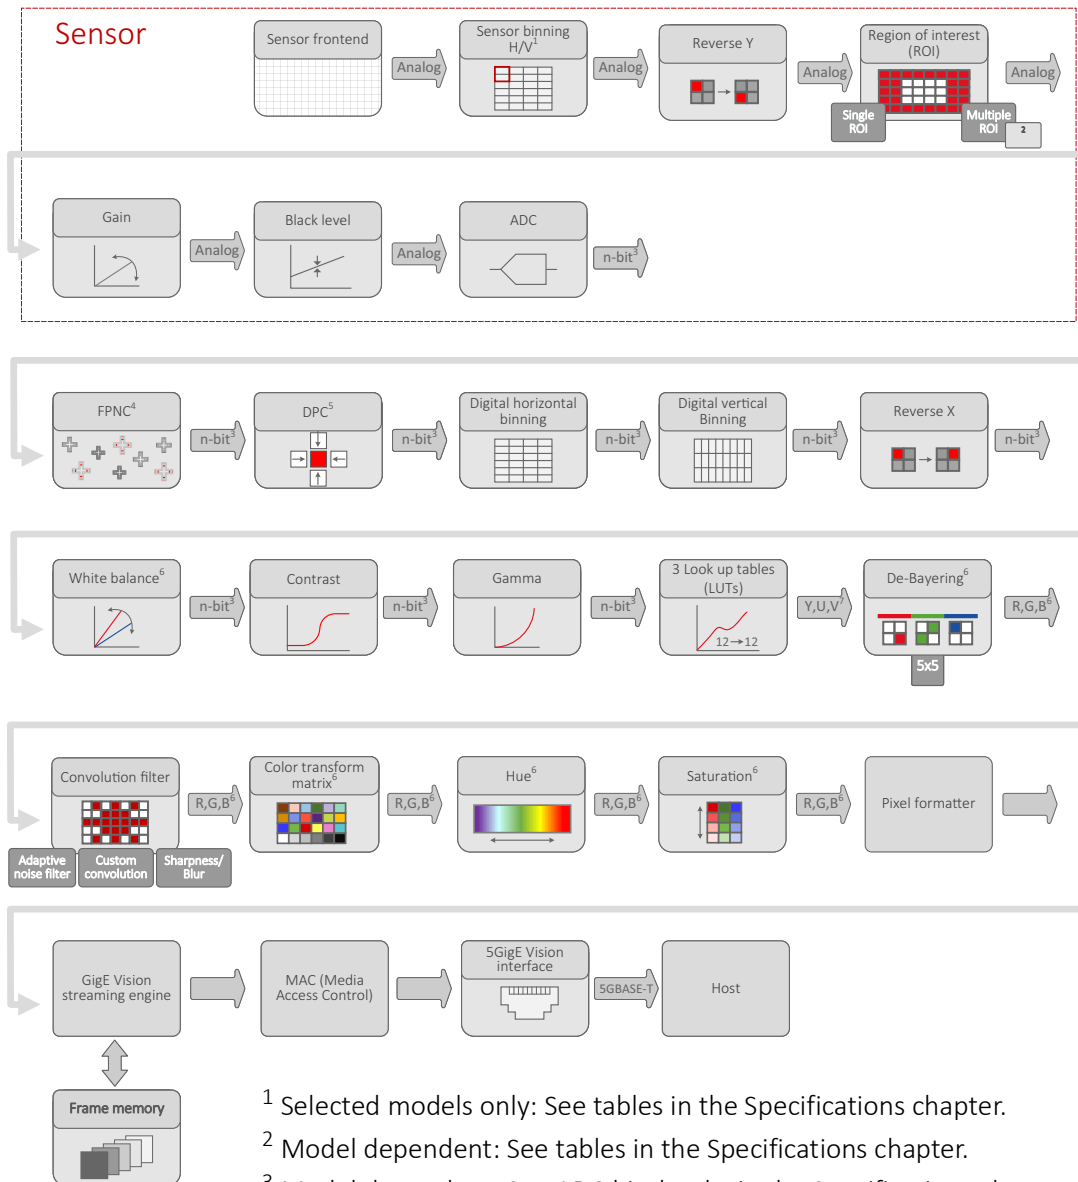 Sensor
Sensor frontend
Analog
Sensor binning
H/V1
Analog
Reverse Y
Analog
Region of interest
(ROI)
Single
ROI
Multiple
ROI
2
Analog
Gain
Analog
Black level
Analog
ADC
n-bit3
FPNC4
n-bit3
DPC5
n-bit3
Digital horizontal
binning
n-bit3
Digital vertical
Binning
n-bit3
Reverse X
n-bit3
White balance6
n-bit3
Contrast
n-bit3
Gamma
n-bit3
3 Look up tables
(LUTs)
12→12
Y,U,V7
De-Bayering6
5x5
R,G,B6
Convolution filter
Adaptive
noise filter
Custom
convolution
Sharpness/
Blur
R,G,B6
Color transform
matrix6
R,G,B6
Hue6
R,G,B6
Saturation6
R,G,B6
Pixel formatter
GigE Vision
streaming engine
MAC (Media
Access Control)
5GigE Vision
interface
5GBASE-T
Host
Frame memory
1 Selected models only: See tables in the Specifications chapter.
2 Model dependent: See tables in the Specifications chapter.